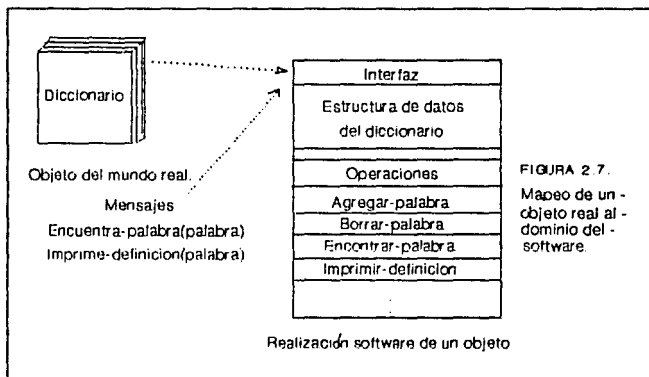 Diccionario
Objeto del mundo real.
Mensajes
Encuentra-palabra(palabra)
Imprime-definicion(palabra)
Interfaz
Estructura de datos
del diccionario
Operaciones
Agregar-palabra
Borrar-palabra
Encontrar-palabra
Imprimir-definicion
Realización software de un objeto
FIGURA 2.7.
Mapeo de un -
objeto real al -
dominio del -
software.